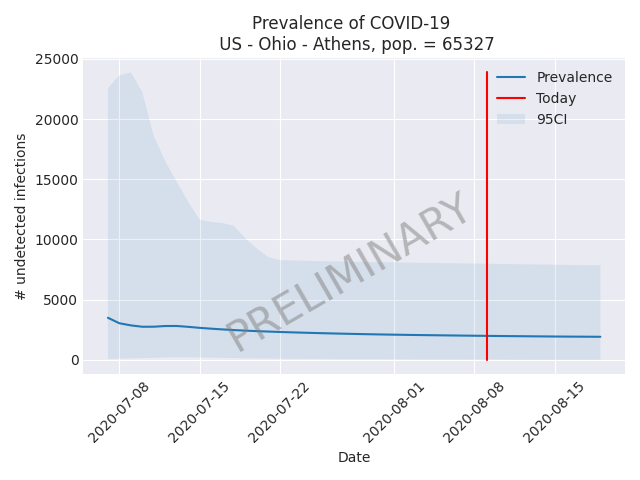 Prevalence of COVID-19
US - Ohio - Athens, pop. = 65327
25000
20000
15000
10000
5000
0
# undetected infections
Prevalence
Today
95CI
PRELIMINARY
2020-07-08
2020-07-15
2020-07-22
2020-08-01
2020-08-08
2020-08-15
Date